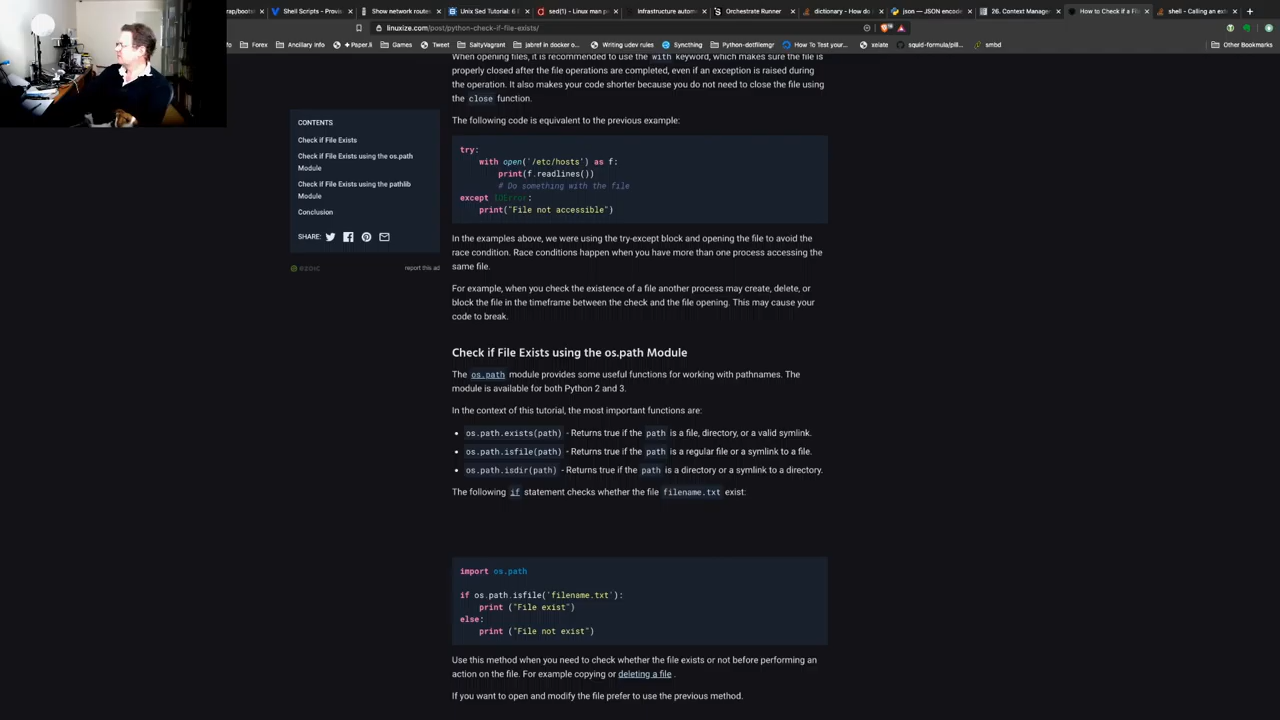 rap/bootst
Shell Scripts - Provis
Show network routes
Unix Sed Tutorial: 6 E
sed(1) - Linux man p
Infrastructure autom
Orchestrate Runner
dictionary - How do
json — JSON encode
26. Context Manager
How to Check if a Fil
shell - Calling an ext
linuxize.com/post/python-check-if-file-exists/
Forex
Ancillary Info
+ Paper.li
Games
Tweet
SaltyVagrant
jabref in docker o...
Writing udev rules
Syncthing
Python-dotfilemgr
How To Test your...
xelate
squid-formula/pill...
smbd
Other Bookmarks
When opening files, it is recommended to use the with keyword, which makes sure the file is
properly closed after the file operations are completed, even if an exception is raised during
the operation. It also makes your code shorter because you do not need to close the file using
the close function.
The following code is equivalent to the previous example:
try:
with open('/etc/hosts') as f:
print(f.readlines())
# Do something with the file
except IOError:
print("File not accessible")
In the examples above, we were using the try-except block and opening the file to avoid the
race condition. Race conditions happen when you have more than one process accessing the
same file.
For example, when you check the existence of a file another process may create, delete, or
block the file in the timeframe between the check and the file opening. This may cause your
code to break.
CONTENTS
Check if File Exists
Check if File Exists using the os.path
Module
Check if File Exists using the pathlib
Module
Conclusion
SHARE:
report this ad
Check if File Exists using the os.path Module
The os.path module provides some useful functions for working with pathnames. The
module is available for both Python 2 and 3.
In the context of this tutorial, the most important functions are:
• os.path.exists(path) - Returns true if the path is a file, directory, or a valid symlink.
• os.path.isfile(path) - Returns true if the path is a regular file or a symlink to a file.
• os.path.isdir(path) - Returns true if the path is a directory or a symlink to a directory.
The following if statement checks whether the file filename.txt exist:
import os.path
if os.path.isfile('filename.txt'):
print ("File exist")
else:
print ("File not exist")
Use this method when you need to check whether the file exists or not before performing an
action on the file. For example copying or deleting a file .
If you want to open and modify the file prefer to use the previous method.